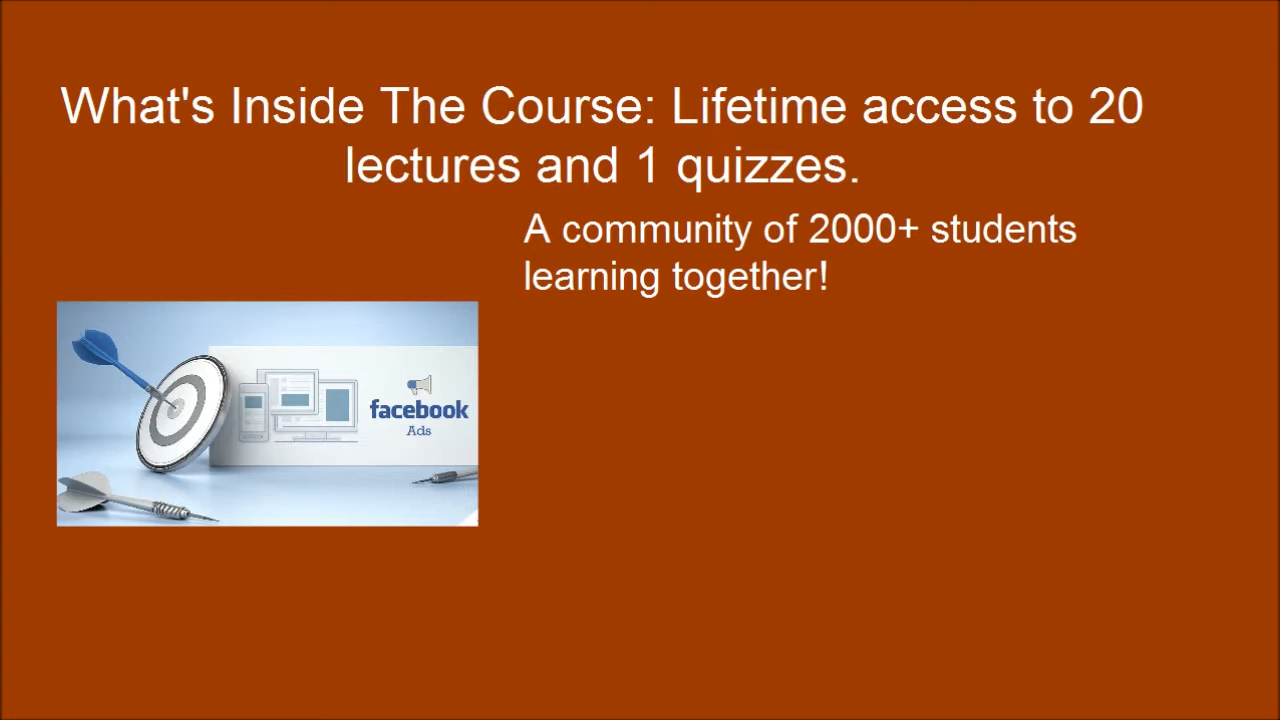 What's Inside The Course: Lifetime access to 20
lectures and 1 quizzes.
A community of 2000+ students
learning together!
facebook
Ads